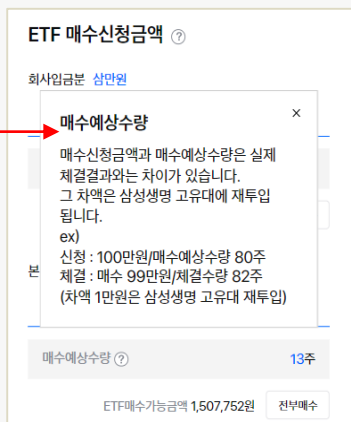 ETF 매수신청금액 ?
회사입금분 삼만원
매수예상수량 ×
매수신청금액과 매수예상수량은 실제
체결결과와는 차이가 있습니다.
그 차액은 삼성생명 고유대에 재투입
됩니다.
ex)
신청 : 100만원/매수예상수량 80주
체결 : 매수 99만원/체결수량 82주
(차액 1만원은 삼성생명 고유대 재투입)
본
매수예상수량 ? 13주
ETF매수가능금액 1,507,752원 전부매수